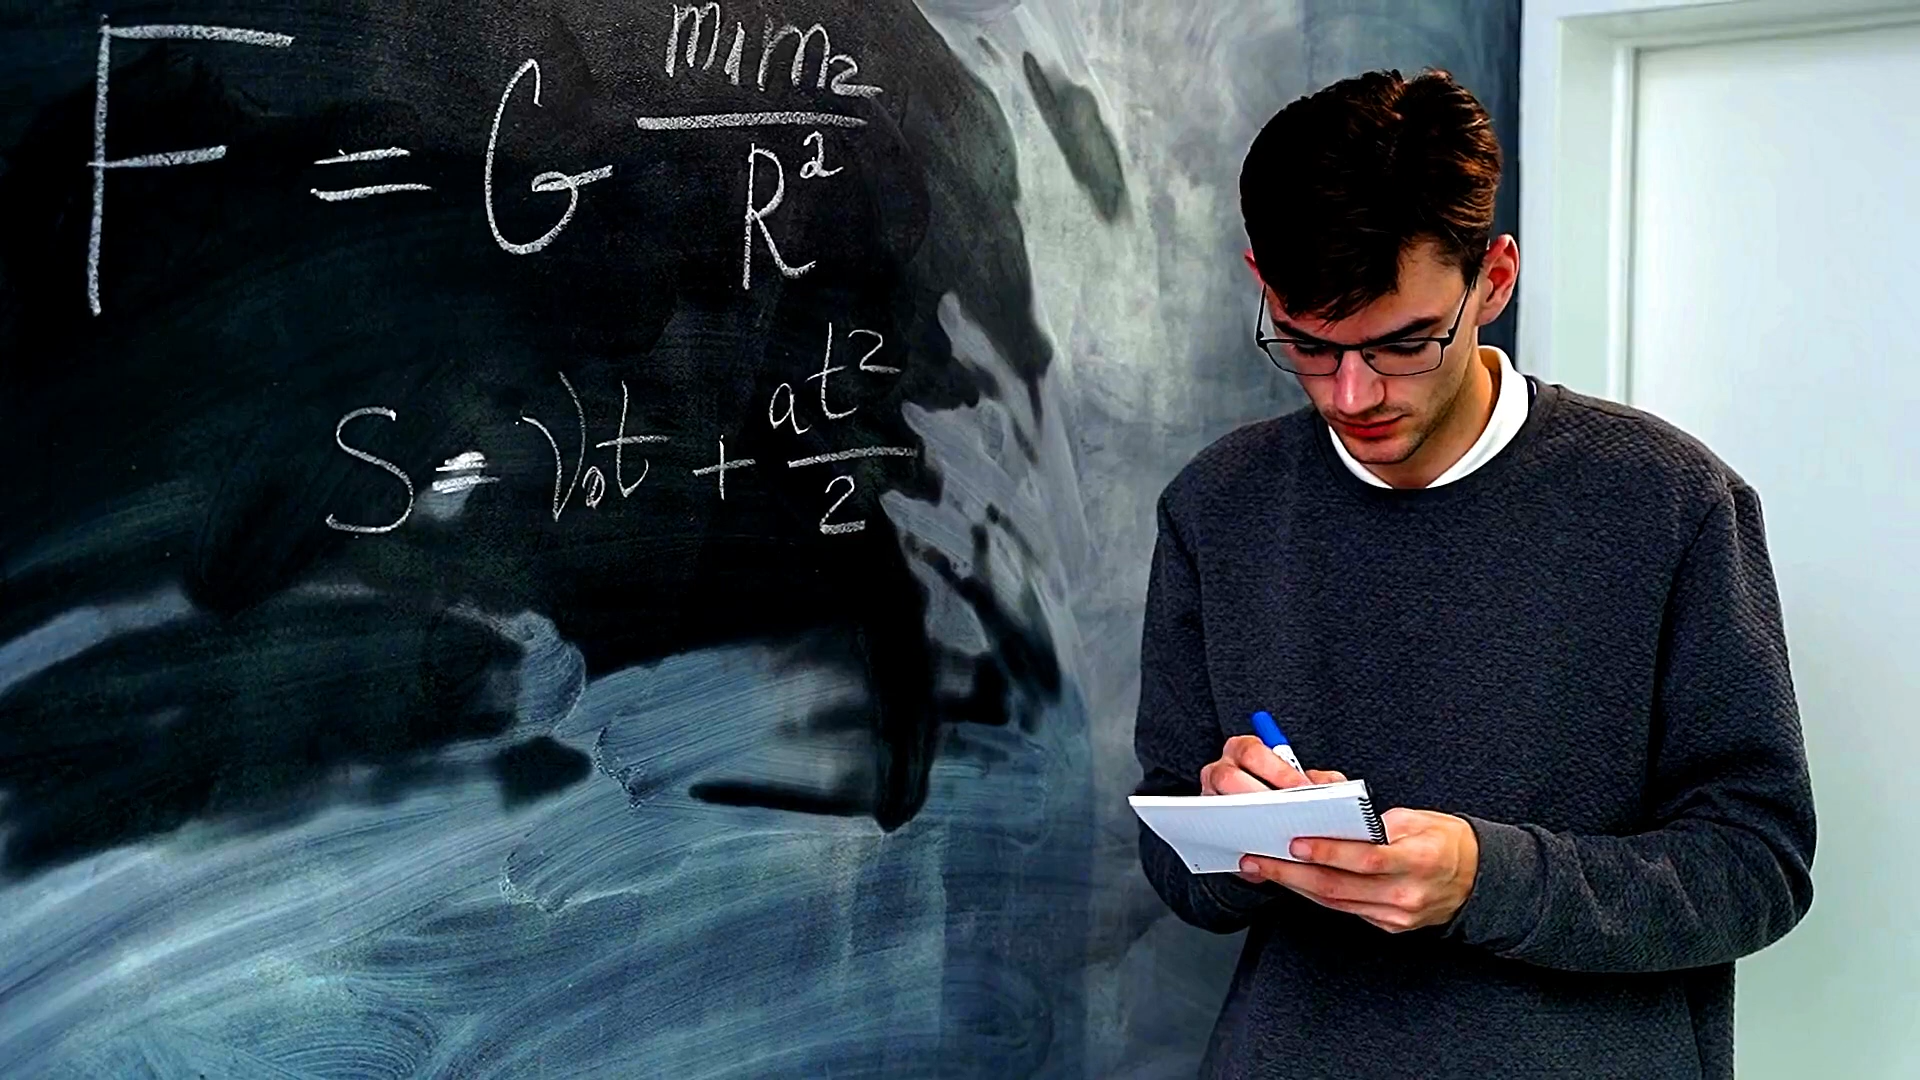 F = G m₁m₂/R²
S = V₀t + at²/2